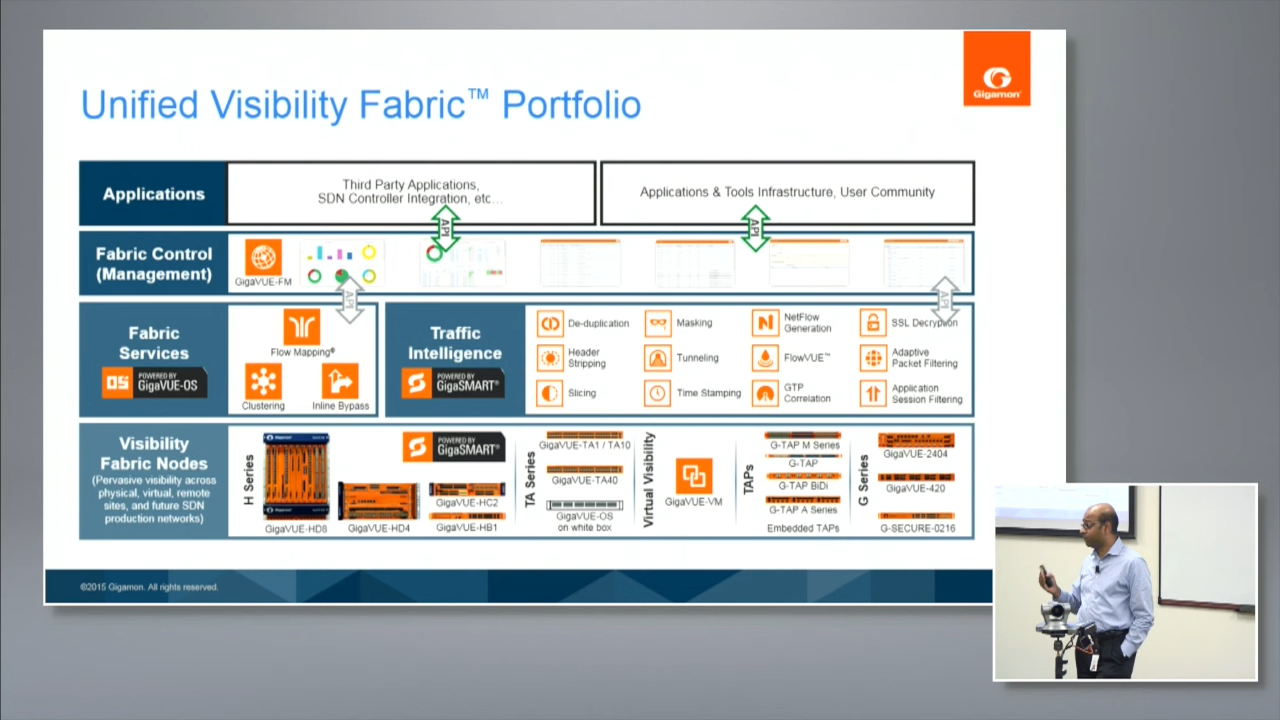 Unified Visibility Fabric™ Portfolio
Gigamon®
Applications
Third Party Applications,
SDN Controller Integration, etc...
Applications & Tools Infrastructure, User Community
API
API
Fabric Control
(Management)
GigaVUE-FM
API
API
Fabric
Services
POWERED BY
GigaVUE-OS
Flow Mapping®
Clustering
Inline Bypass
Traffic
Intelligence
POWERED BY
GigaSMART®
De-duplication
Masking
NetFlow
Generation
SSL Decryption
Header
Stripping
Tunneling
FlowVUE™
Adaptive
Packet Filtering
Slicing
Time Stamping
GTP
Correlation
Application
Session Filtering
Visibility
Fabric Nodes
(Pervasive visibility across
physical, virtual, remote
sites, and future SDN
production networks)
H Series
GigaVUE-HD8
GigaVUE-HD4
POWERED BY
GigaSMART®
GigaVUE-HC2
GigaVUE-HB1
TA Series
GigaVUE-TA1 / TA10
GigaVUE-TA40
GigaVUE-OS
on white box
Virtual Visibility
GigaVUE-VM
TAPs
G-TAP M Series
G-TAP
G-TAP BiDi
G-TAP A Series
Embedded TAPs
G Series
GigaVUE-2404
GigaVUE-420
G-SECURE-0216
©2015 Gigamon. All rights reserved.